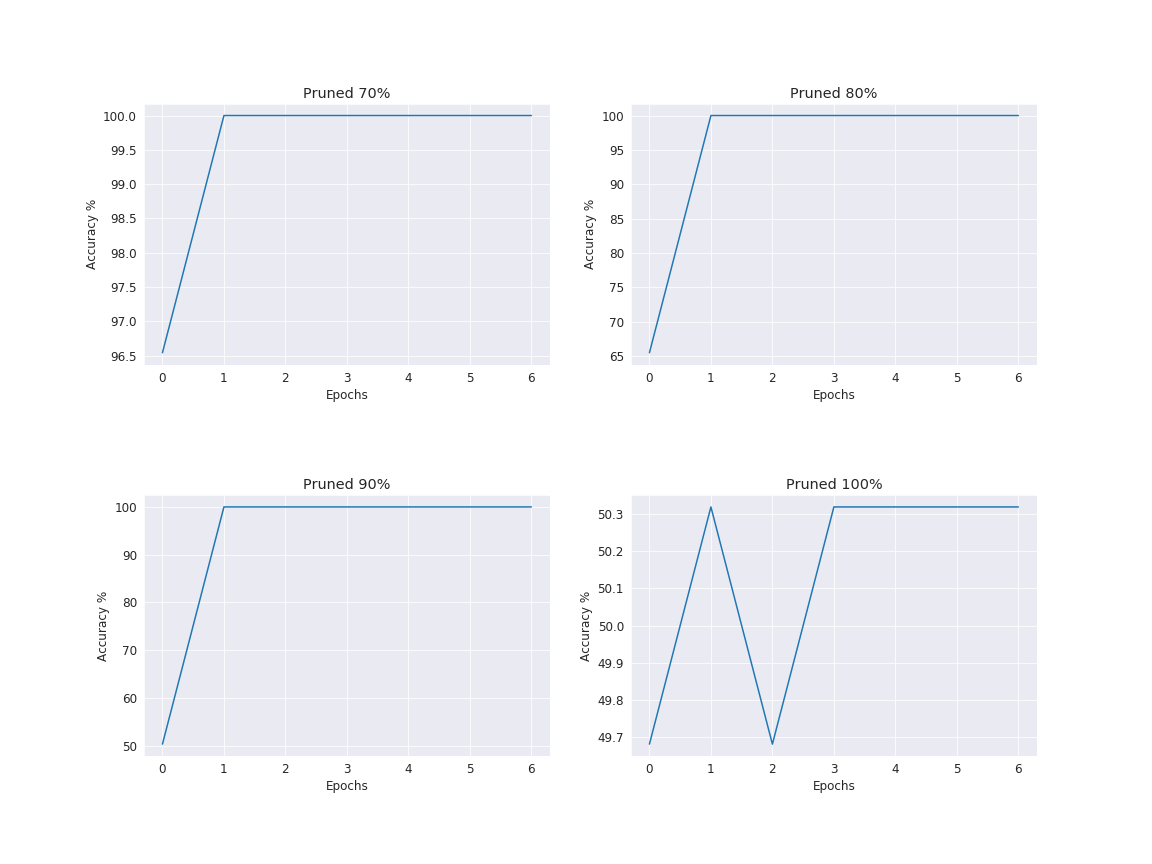 Pruned 70%
100.0
99.5
99.0
98.5
98.0
97.5
97.0
96.5
Accuracy %
0 1 2 3 4 5 6
Epochs
Pruned 80%
100
95
90
85
80
75
70
65
Accuracy %
0 1 2 3 4 5 6
Epochs
Pruned 90%
100
90
80
70
60
50
Accuracy %
0 1 2 3 4 5 6
Epochs
Pruned 100%
50.3
50.2
50.1
50.0
49.9
49.8
49.7
Accuracy %
0 1 2 3 4 5 6
Epochs